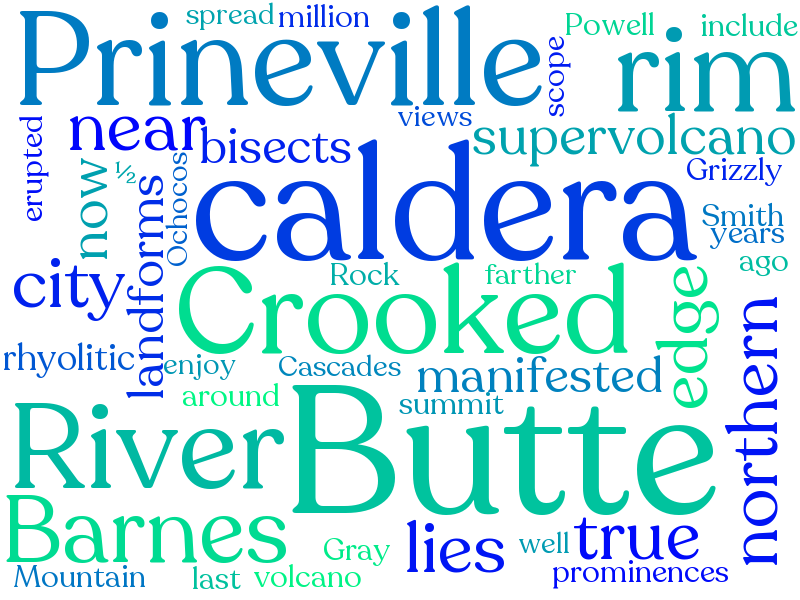 spread
million
Powell
include
Prineville
rim
scope
views
erupted
near
bisects
supervolcano
now
½
Ochocos
caldera
Grizzly
Smith
years
ago
city
landforms
Rock
farther
Crooked
edge
northern
rhyolitic
enjoy
Cascades
manifested
around
summit
River
Butte
Barnes
Gray
lies
well
true
Mountain
last
volcano
prominences